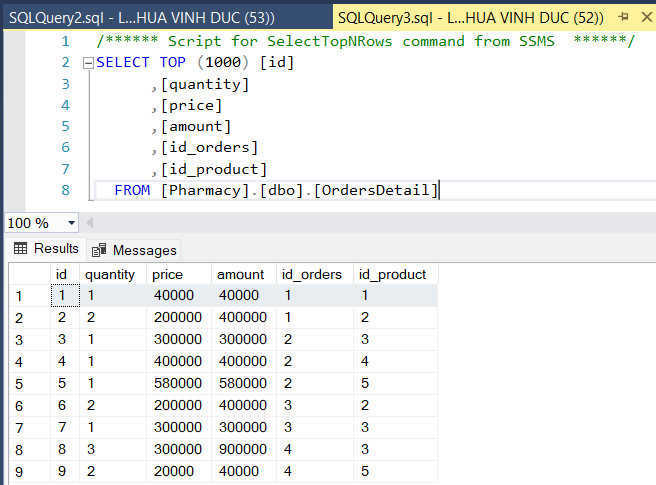 SQLQuery2.sql - L...HUA VINH DUC (53)) SQLQuery3.sql - L...HUA VINH DUC (52))
1 /****** Script for SelectTopNRows command from SSMS ******/
2 SELECT TOP (1000) [id]
3 ,[quantity]
4 ,[price]
5 ,[amount]
6 ,[id_orders]
7 ,[id_product]
8 FROM [Pharmacy].[dbo].[OrdersDetail]
100 %
Results Messages
id quantity price amount id_orders id_product
1 1 1 40000 40000 1 1
2 2 2 200000 400000 1 2
3 3 1 300000 300000 2 3
4 4 1 400000 400000 2 4
5 5 1 580000 580000 2 5
6 6 2 200000 400000 3 2
7 7 1 300000 300000 3 3
8 8 3 300000 900000 4 3
9 9 2 20000 40000 4 5